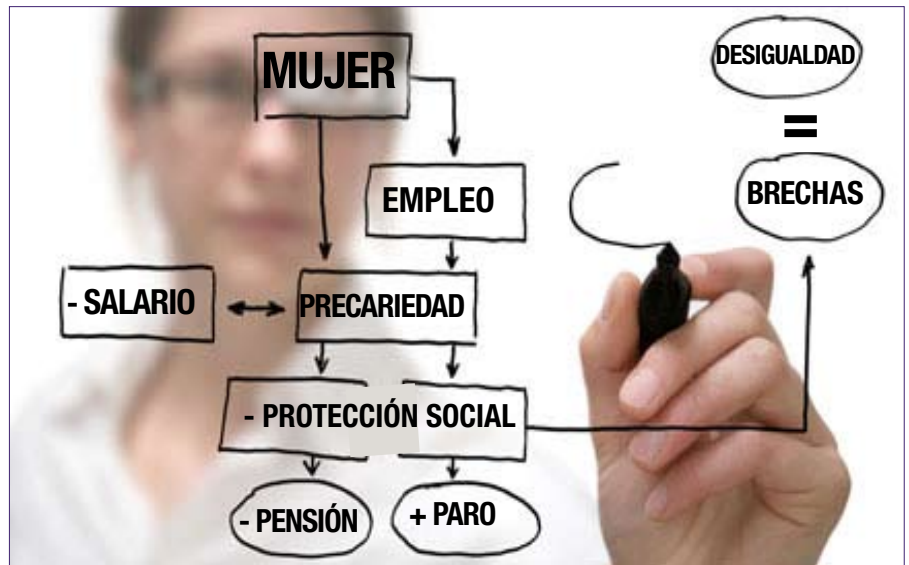 MUJER
DESIGUALDAD
=
BRECHAS
EMPLEO
- SALARIO
PRECARIEDAD
- PROTECCIÓN SOCIAL
- PENSIÓN
+ PARO